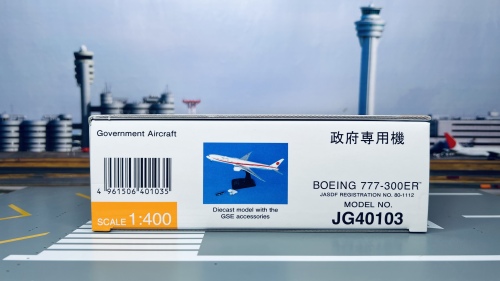 Government Aircraft
政府専用機
4 961506 401035
SCALE 1:400
Diecast model with the
GSE accessories
BOEING 777-300ER
JASDF REGISTRATION NO. 80-1112
MODEL NO.
JG40103